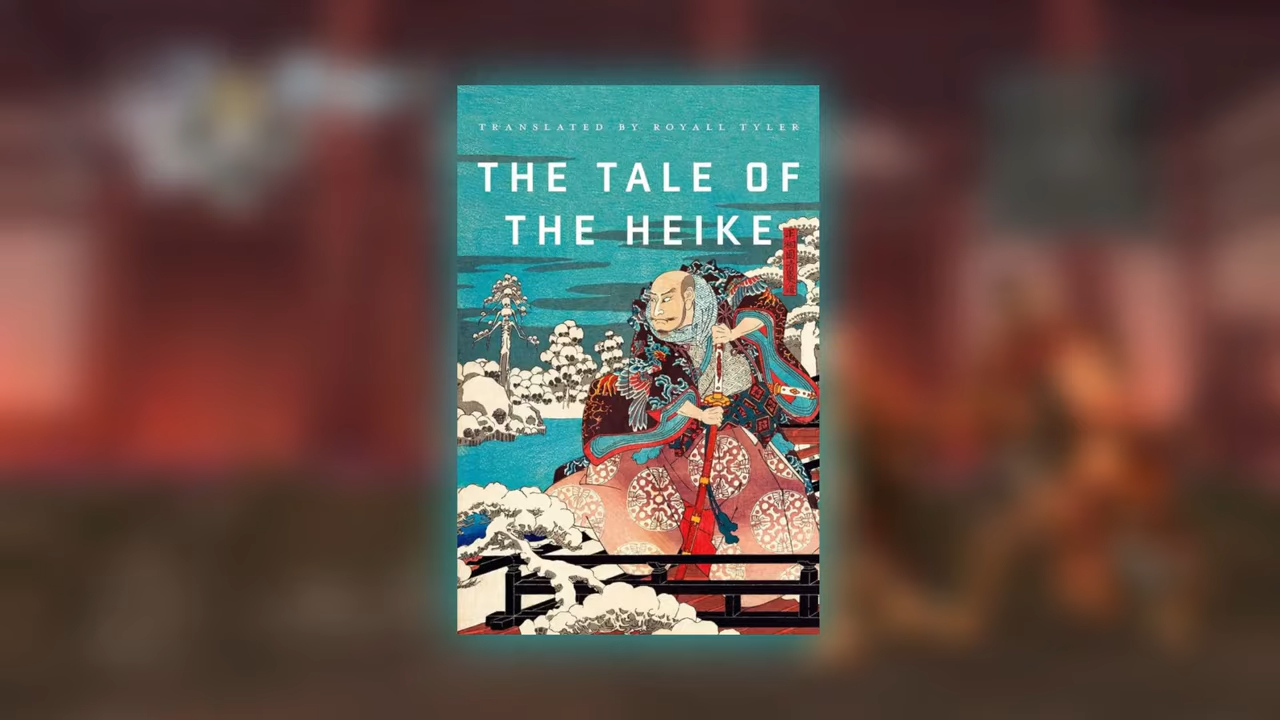 TRANSLATED BY ROYALL TYLER
THE TALE OF
THE HEIKE